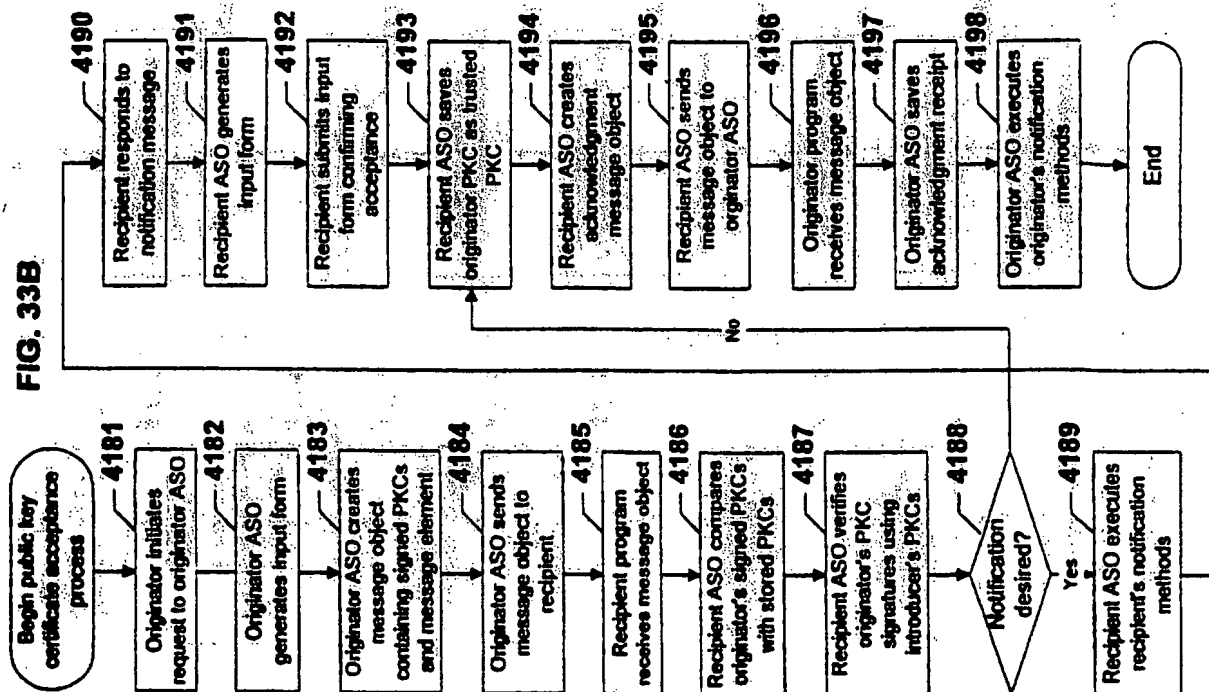 FIG. 33B
Begin public key
certificate acceptance
process
4181
Originator initiates
request to originator ASO
4182
Originator ASO
generates input form
4183
Originator ASO creates
message object
containing signed PKCs
and message element
4184
Originator ASO sends
message object to
recipient
4185
Recipient program
receives message object
4186
Recipient ASO compares
originator's signed PKCs
with stored PKCs
4187
Recipient ASO verifies
originator's PKC
signatures using
introducer's PKCs
4188
Notification
desired?
No
Yes
4189
Recipient ASO executes
recipient's notification
methods
4190
Recipient responds to
notification message
4191
Recipient ASO generates
input form
4192
Recipient submits input
form confirming
acceptance
4193
Recipient ASO saves
originator PKC as trusted
PKC
4194
Recipient ASO creates
acknowledgment
message object
4195
Recipient ASO sends
message object to
orginator ASO
4196
Originator program
receives message object
4197
Originator ASO saves
acknowledgment receipt
4198
Originator ASO executes
originator's notification
methods
End